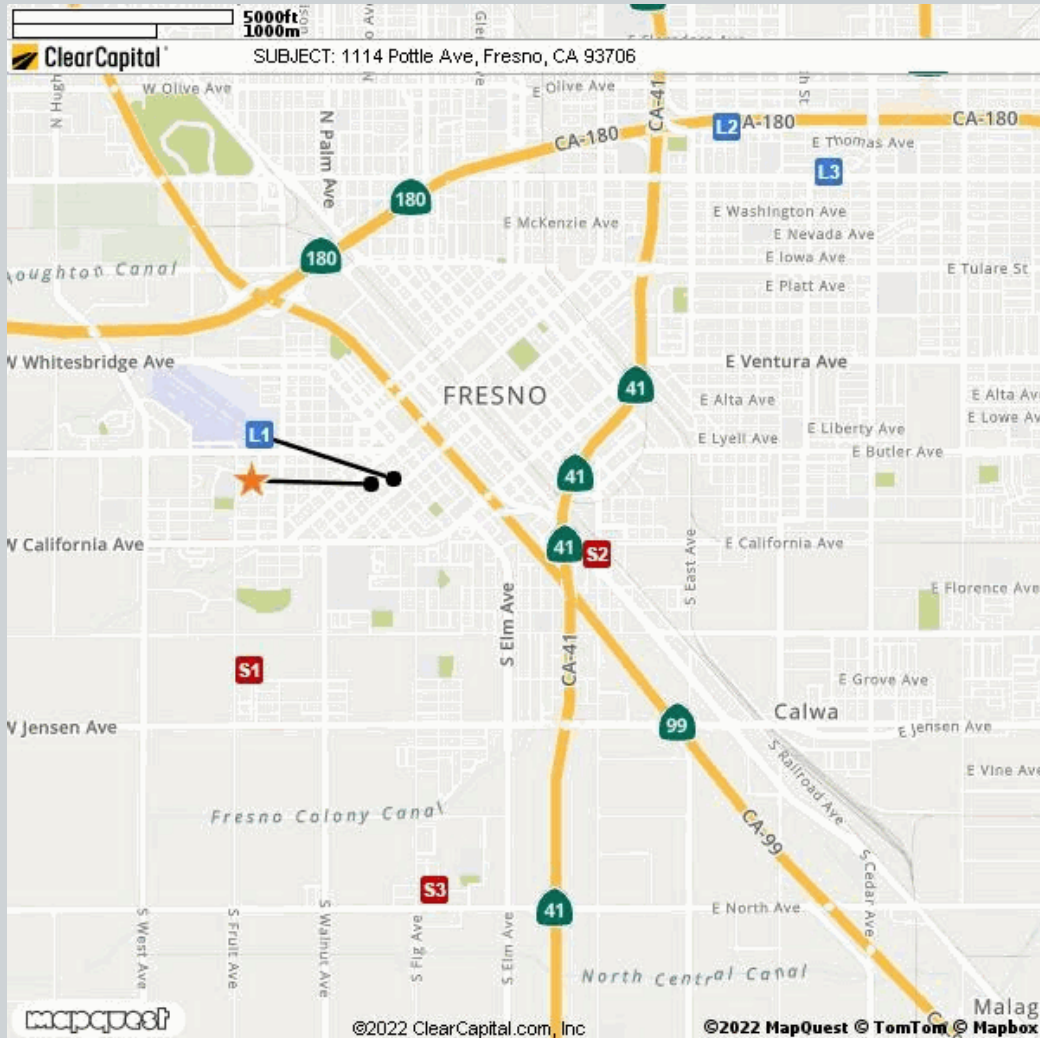 5000ft
1000m
ClearCapital
SUBJECT: 1114 Pottle Ave, Fresno, CA 93706
W Olive Ave
E Olive Ave
CA-41
N Palm Ave
CA-180
L2
A-180
CA-180
E Thomas Ave
L3
180
E McKenzie Ave
E Washington Ave
E Nevada Ave
180
E Iowa Ave
E Tulare St
E Platt Ave
W Whitesbridge Ave
E Ventura Ave
FRESNO
41
E Alta Ave
E Alta Ave
E Lowe Av
L1
E Lyell Ave
E Liberty Ave
E Butler Ave
41
W California Ave
41
S2
E California Ave
S East Ave
E Florence Ave
S Elm Ave
CA-41
S1
E Grove Ave
Calwa
W Jensen Ave
99
E Jensen Ave
S Railroad Ave
E Vine Ave
Fresno Colony Canal
CA-99
S3
S Cedar Ave
41
E North Ave
S West Ave
S Fruit Ave
S Walnut Ave
S Fig Ave
S Elm Ave
North Central Canal
Malag
mapquest
©2022 ClearCapital.com, Inc
©2022 MapQuest © TomTom © Mapbox